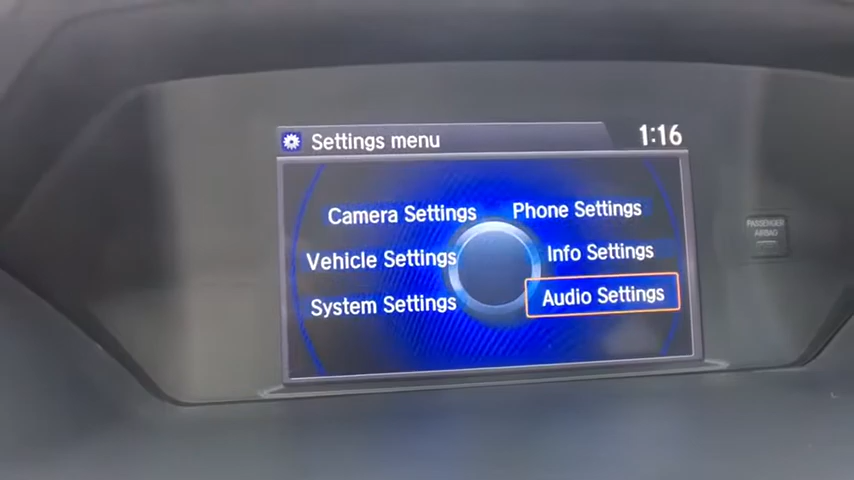 Settings menu
1:16
Camera Settings
Phone Settings
Vehicle Settings
Info Settings
System Settings
Audio Settings
PASSENGER
AIRBAG